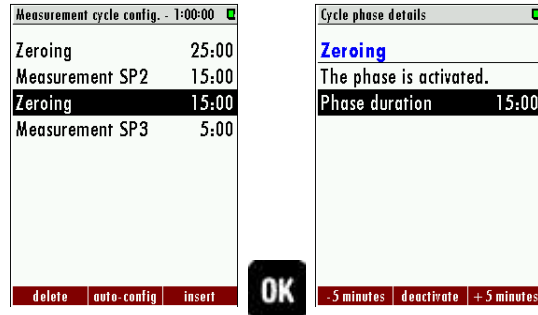 Measurement cycle config. - 1:00:00
Zeroing 25:00
Measurement SP2 15:00
Zeroing 15:00
Measurement SP3 5:00
delete auto-config insert
OK
Cycle phase details
Zeroing
The phase is activated.
Phase duration 15:00
-5 minutes deactivate +5 minutes